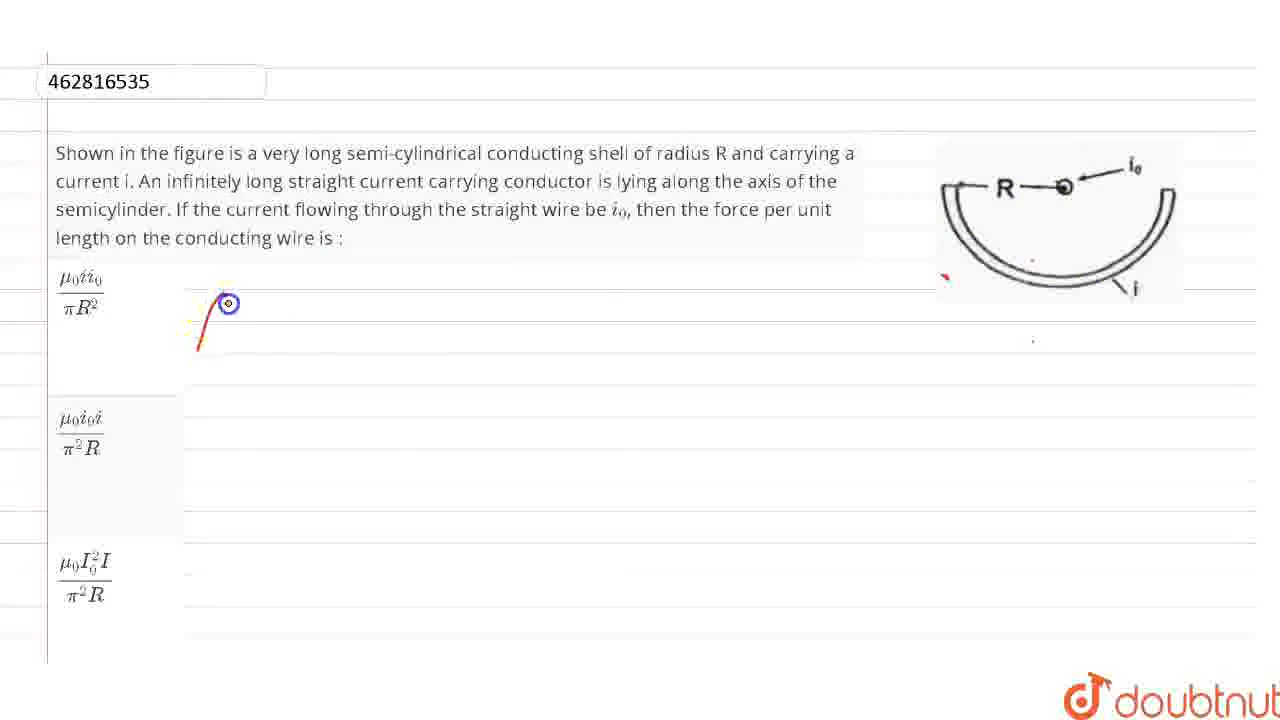 462816535
Shown in the figure is a very long semi-cylindrical conducting shell of radius R and carrying a
current i. An infinitely long straight current carrying conductor is lying along the axis of the
semicylinder. If the current flowing through the straight wire be i₀, then the force per unit
length on the conducting wire is :
R
i₀
i
μ₀ii₀
πR²
μ₀i₀i
π²R
μ₀I₀²I
π²R
doubtnut